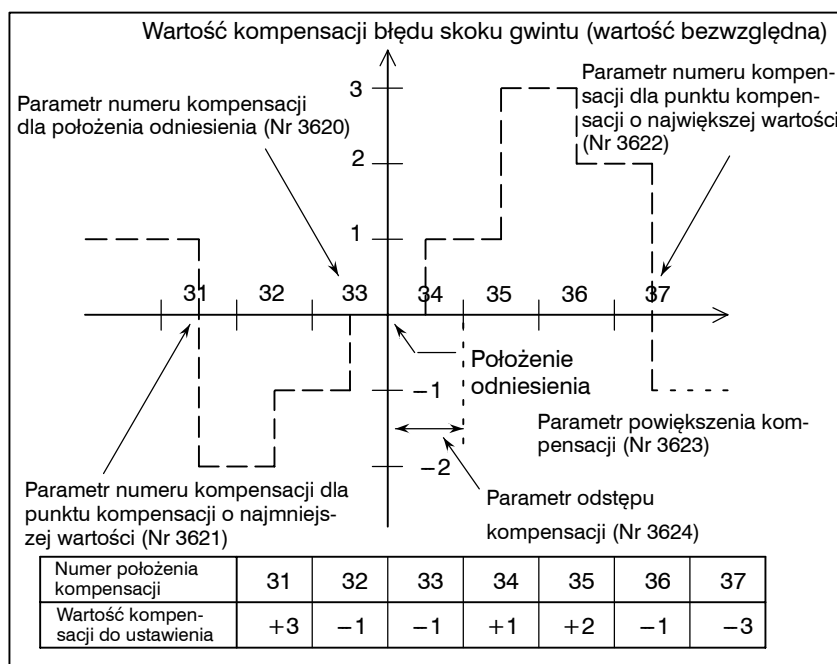 Wartość kompensacji błędu skoku gwintu (wartość bezwzględna)
Parametr numeru kompensacji
dla położenia odniesienia (Nr 3620)
Parametr numeru kompen-
sacji dla punktu kompen-
sacji o największej wartości
(Nr 3622)
3
2
1
31 32 33 34 35 36 37
Położenie
odniesienia
−1
−2
Parametr powiększenia kom-
pensacji (Nr 3623)
Parametr numeru kompensacji dla
punktu kompensacji o najmniejs-
zej wartości (Nr 3621)
Parametr odstępu
kompensacji (Nr 3624)
Numer położenia
kompensacji
31 32 33 34 35 36 37
Wartość kompen-
sacji do ustawienia
+3 −1 −1 +1 +2 −1 −3